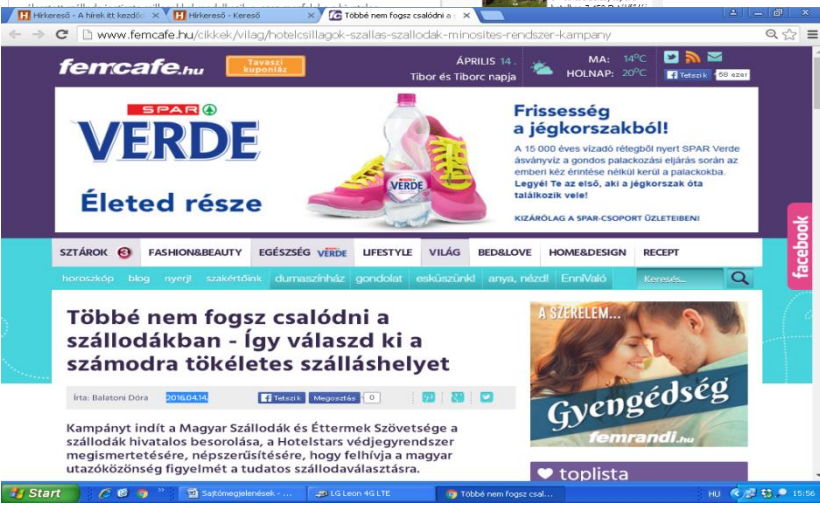 Hírkereső - A hírek itt kezdőd
Hírkereső - Kereső
Többé nem fogsz csalódni a
www.femcafe.hu/cikkek/vilag/hotelcsillagok-szallas-szallodak-minosites-rendszer-kampany
femcafe.hu
Tavaszi
kuponláz
ÁPRILIS 14.
Tibor és Tiborc napja
MA: 14°C
HOLNAP: 20°C
Tetszik
58 ezer
SPAR
VERDE
Életed része
VERDE
Frissesség
a jégkorszakból!
A 15 000 éves vízadó rétegből nyert SPAR Verde
ásványvíz a gondos palackozási eljárás során az
emberi kéz érintése nélkül kerül a palackokba.
Legyél Te az első, aki a jégkorszak óta
találkozik vele!
KIZÁRÓLAG A SPAR-CSOPORT ÜZLETEIBEN!
facebook
SZTÁROK 3 FASHION&BEAUTY EGÉSZSÉG VERDE LIFESTYLE VILÁG BED&LOVE HOME&DESIGN RECEPT
horoszkóp blog nyerj! szakértőink dumaszínház gondolat esküszünk! anya, nézd! EnniValó Keresés...
Többé nem fogsz csalódni a
szállodákban - Így válaszd ki a
számodra tökéletes szálláshelyet
Írta: Balatoni Dóra 2016.04.14. Tetszik Megosztás 0
Kampányt indít a Magyar Szállodák és Éttermek Szövetsége a
szállodák hivatalos besorolása, a Hotelstars védjegyrendszer
megismertetésére, népszerűsítésére, hogy felhívja a magyar
utazóközönség figyelmét a tudatos szállodaválasztásra.
A SZERELEM...
Gyengédség
femrandi.hu
toplista
Start
Sajtómegjelenések - ...
LG Leon 4G LTE
Többé nem fogsz csal...
HU
15:56